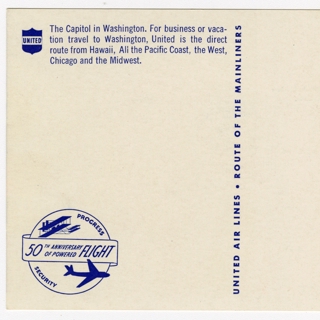 UNITED
The Capitol in Washington. For business or vaca-
tion travel to Washington, United is the direct
route from Hawaii, All the Pacific Coast, the West,
Chicago and the Midwest.
UNITED AIR LINES • ROUTE OF THE MAINLINERS
PROGRESS
50TH ANNIVERSARY
OF POWERED FLIGHT
SECURITY